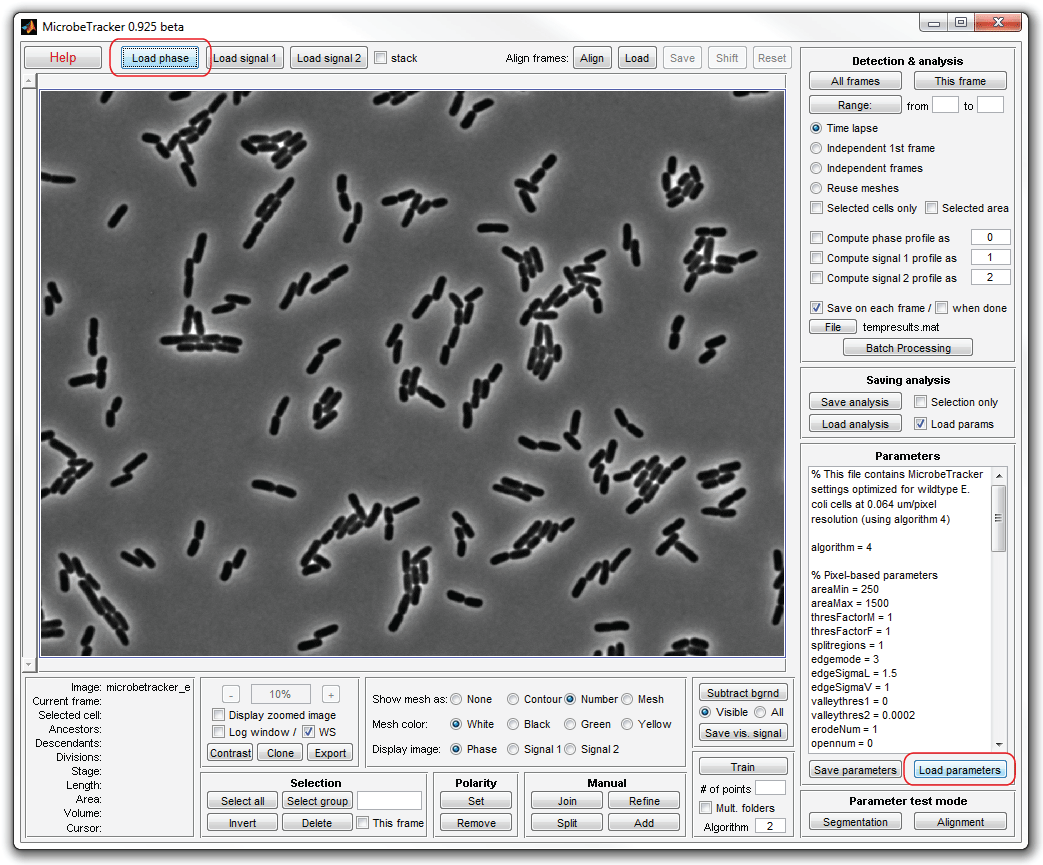 MicrobeTracker 0.925 beta
Help
Load phase
Load signal 1
Load signal 2
stack
Align frames:
Align
Load
Save
Shift
Reset
Detection & analysis
All frames
This frame
Range:
from
to
Time lapse
Independent 1st frame
Independent frames
Reuse meshes
Selected cells only
Selected area
Compute phase profile as
0
Compute signal 1 profile as
1
Compute signal 2 profile as
2
Save on each frame /
when done
File
tempresults.mat
Batch Processing
Saving analysis
Save analysis
Selection only
Load analysis
Load params
Parameters
% This file contains MicrobeTracker
settings optimized for wildtype E.
coli cells at 0.064 um/pixel
resolution (using algorithm 4)
algorithm = 4
% Pixel-based parameters
areaMin = 250
areaMax = 1500
thresFactorM = 1
thresFactorF = 1
splitregions = 1
edgemode = 3
edgeSigmaL = 1.5
edgeSigmaV = 1
valleythres1 = 0
valleythres2 = 0.0002
erodeNum = 1
opennum = 0
Save parameters
Load parameters
Parameter test mode
Segmentation
Alignment
Image: microbetracker_e
Current frame:
Selected cell:
Ancestors:
Descendants:
Divisions:
Stage:
Length:
Area:
Volume:
Cursor:
-
10%
+
Display zoomed image
Log window /
WS
Contrast
Clone
Export
Show mesh as:
None
Contour
Number
Mesh
Mesh color:
White
Black
Green
Yellow
Display image:
Phase
Signal 1
Signal 2
Subtract bgrnd
Visible
All
Save vis. signal
Selection
Select all
Select group
Invert
Delete
This frame
Polarity
Set
Remove
Manual
Join
Refine
Split
Add
Train
# of points
Mult. folders
Algorithm
2